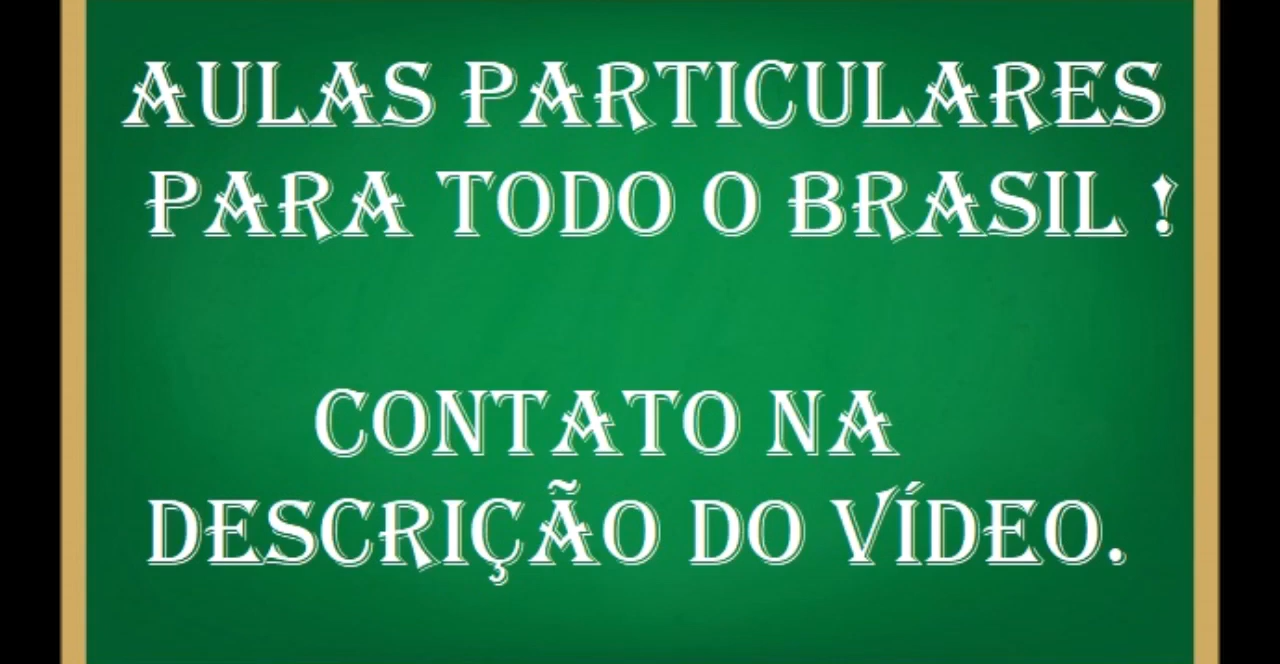 AULAS PARTICULARES
PARA TODO O BRASIL !
CONTATO NA
DESCRIÇÃO DO VÍDEO.